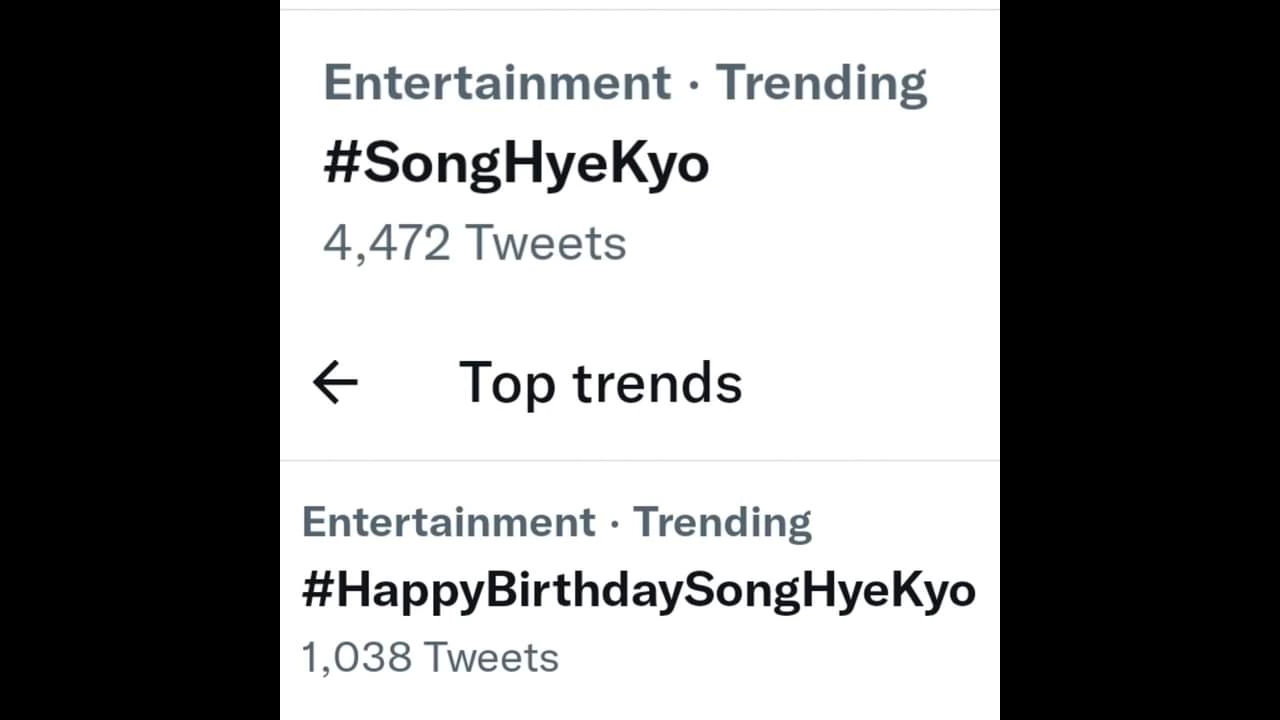 Entertainment · Trending
#SongHyeKyo
4,472 Tweets
Top trends
Entertainment · Trending
#HappyBirthdaySongHyeKyo
1,038 Tweets